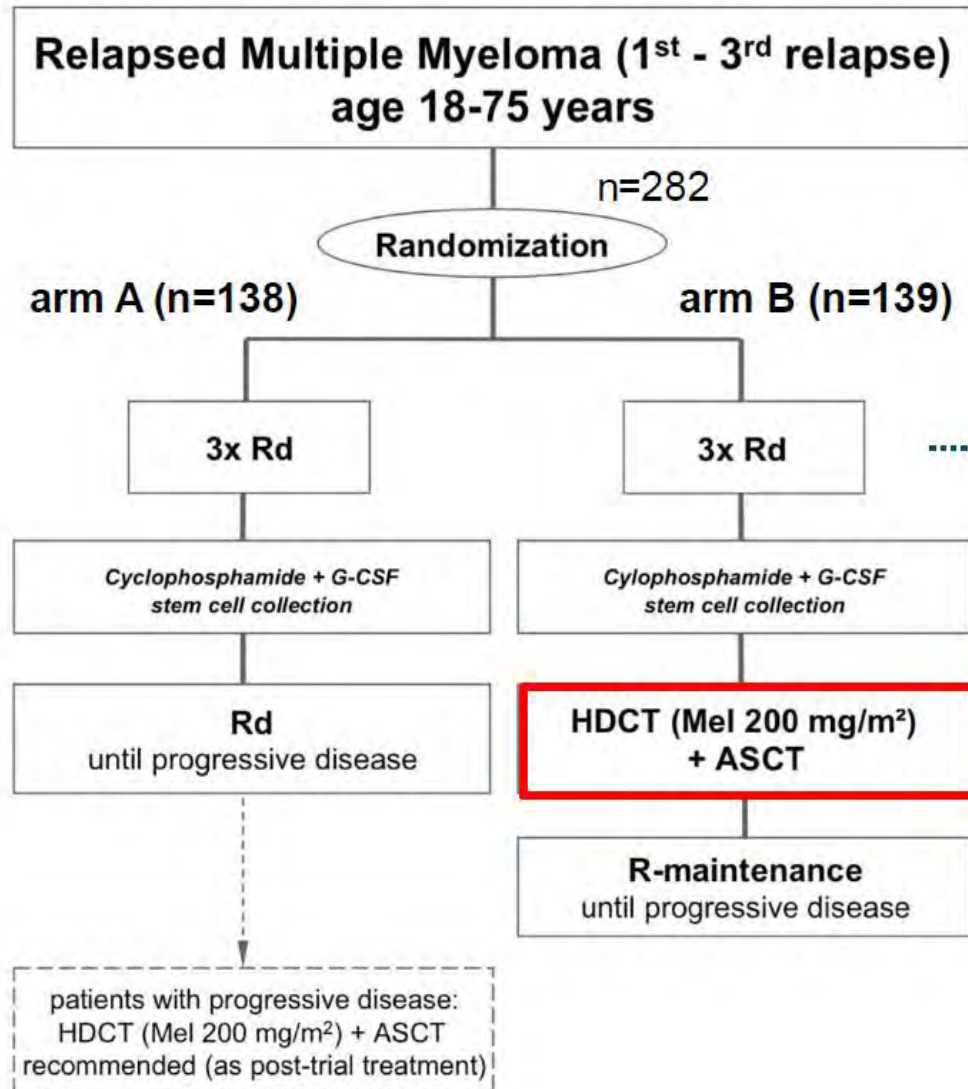 Relapsed Multiple Myeloma (1st - 3rd relapse)
age 18-75 years
n=282
Randomization
arm A (n=138)
arm B (n=139)
3x Rd
3x Rd
Cyclophosphamide + G-CSF
stem cell collection
Cylophosphamide + G-CSF
stem cell collection
Rd
until progressive disease
HDCT (Mel 200 mg/m²)
+ ASCT
R-maintenance
until progressive disease
patients with progressive disease:
HDCT (Mel 200 mg/m²) + ASCT
recommended (as post-trial treatment)